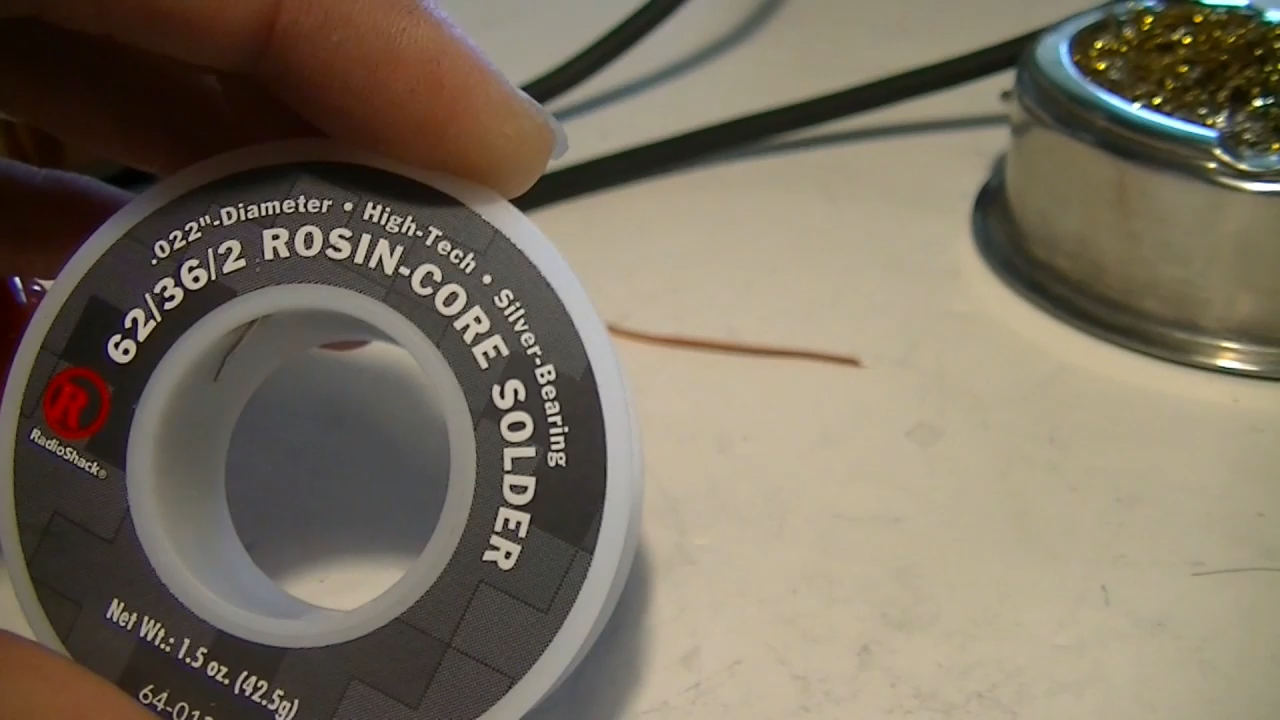 .022"-Diameter • High-Tech • Silver-Bearing
62/36/2 ROSIN-CORE SOLDER
R
RadioShack®
Net Wt.: 1.5 oz. (42.5g)